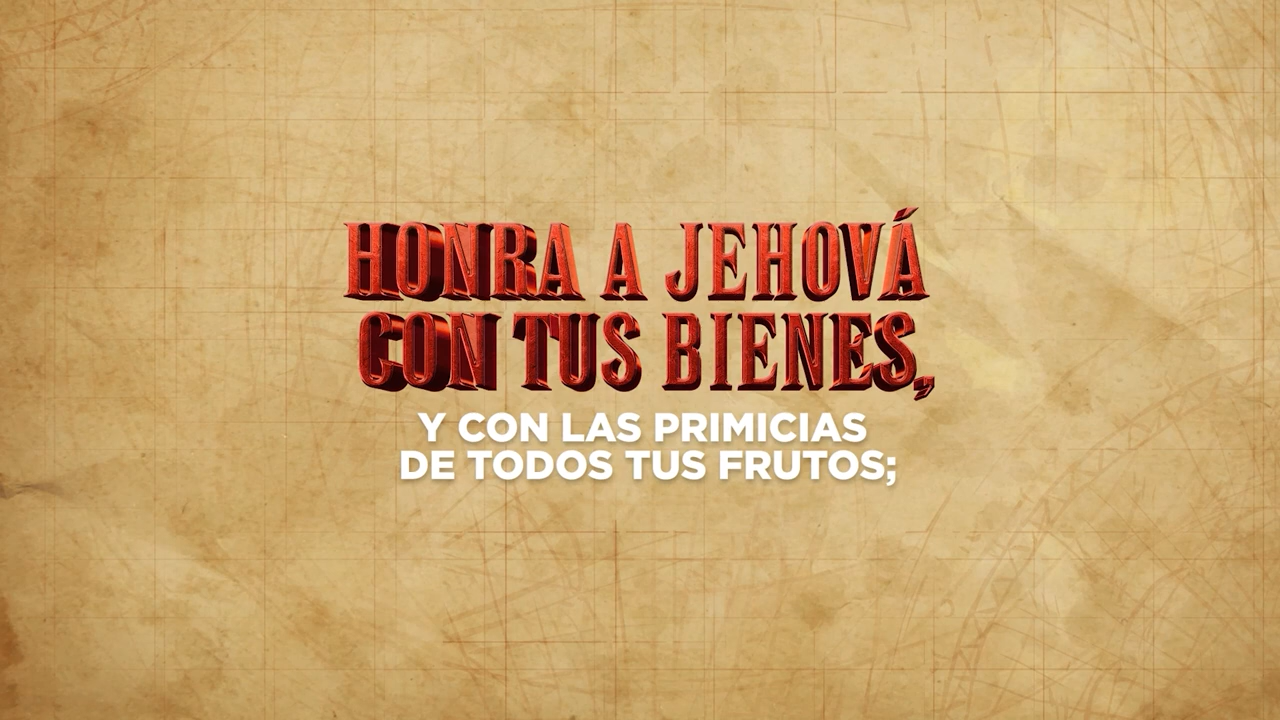 HONRA A JEHOVÁ
CON TUS BIENES,
Y CON LAS PRIMICIAS
DE TODOS TUS FRUTOS;